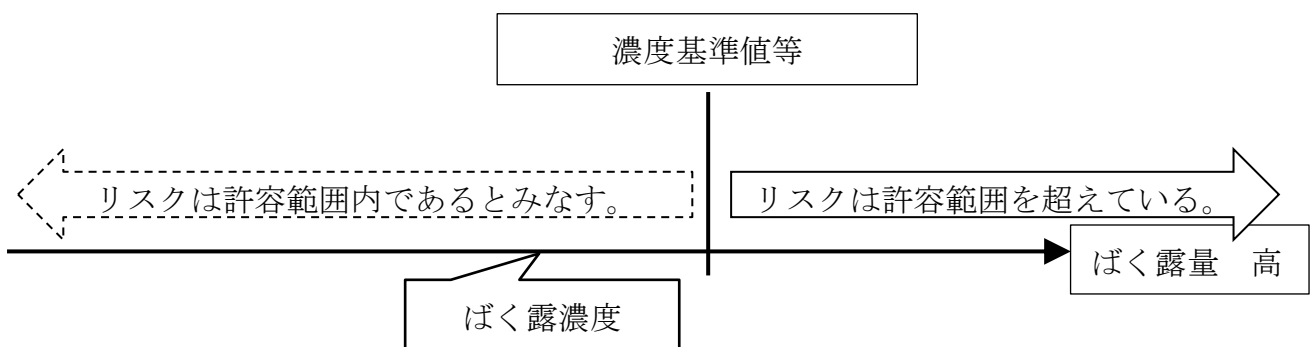 濃度基準値等
リスクは許容範囲内であるとみなす。
リスクは許容範囲を超えている。
ばく露量　高
ばく露濃度